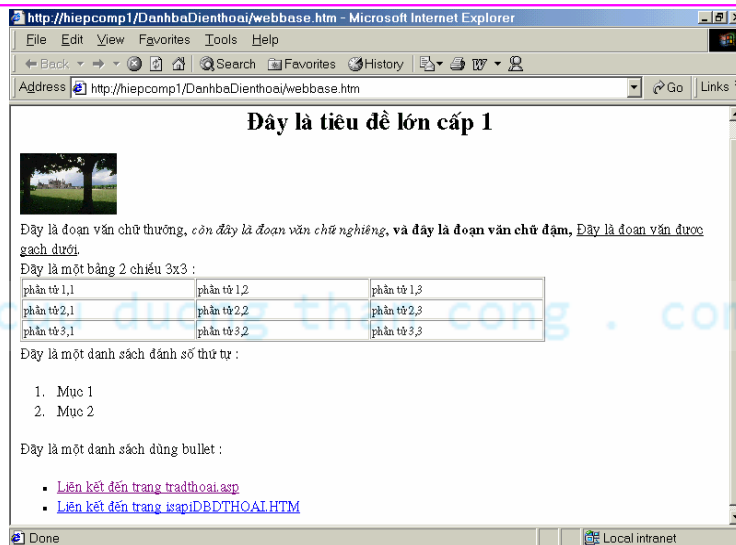 http://hiepcomp1/DanhbaDienthoai/webbase.htm - Microsoft Internet Explorer
File Edit View Favorites Tools Help
Back Search Favorites History
Address http://hiepcomp1/DanhbaDienthoai/webbase.htm Go Links
Đây là tiêu đề lớn cấp 1
Đây là đoạn văn chữ thường, còn đây là đoạn văn chữ nghiêng, và đây là đoạn văn chữ đậm, Đây là đoạn văn được
gạch dưới.
Đây là một bảng 2 chiều 3x3 :
phần tử 1,1 phần tử 1,2 phần tử 1,3
phần tử 2,1 phần tử 2,2 phần tử 2,3
phần tử 3,1 phần tử 3,2 phần tử 3,3
cuu duong than cong . com
Đây là một danh sách đánh số thứ tự :
1. Mục 1
2. Mục 2
Đây là một danh sách dùng bullet :
Liên kết đến trang tradthoai.asp
Liên kết đến trang isapiDBDTHOAI.HTM
Done Local intranet